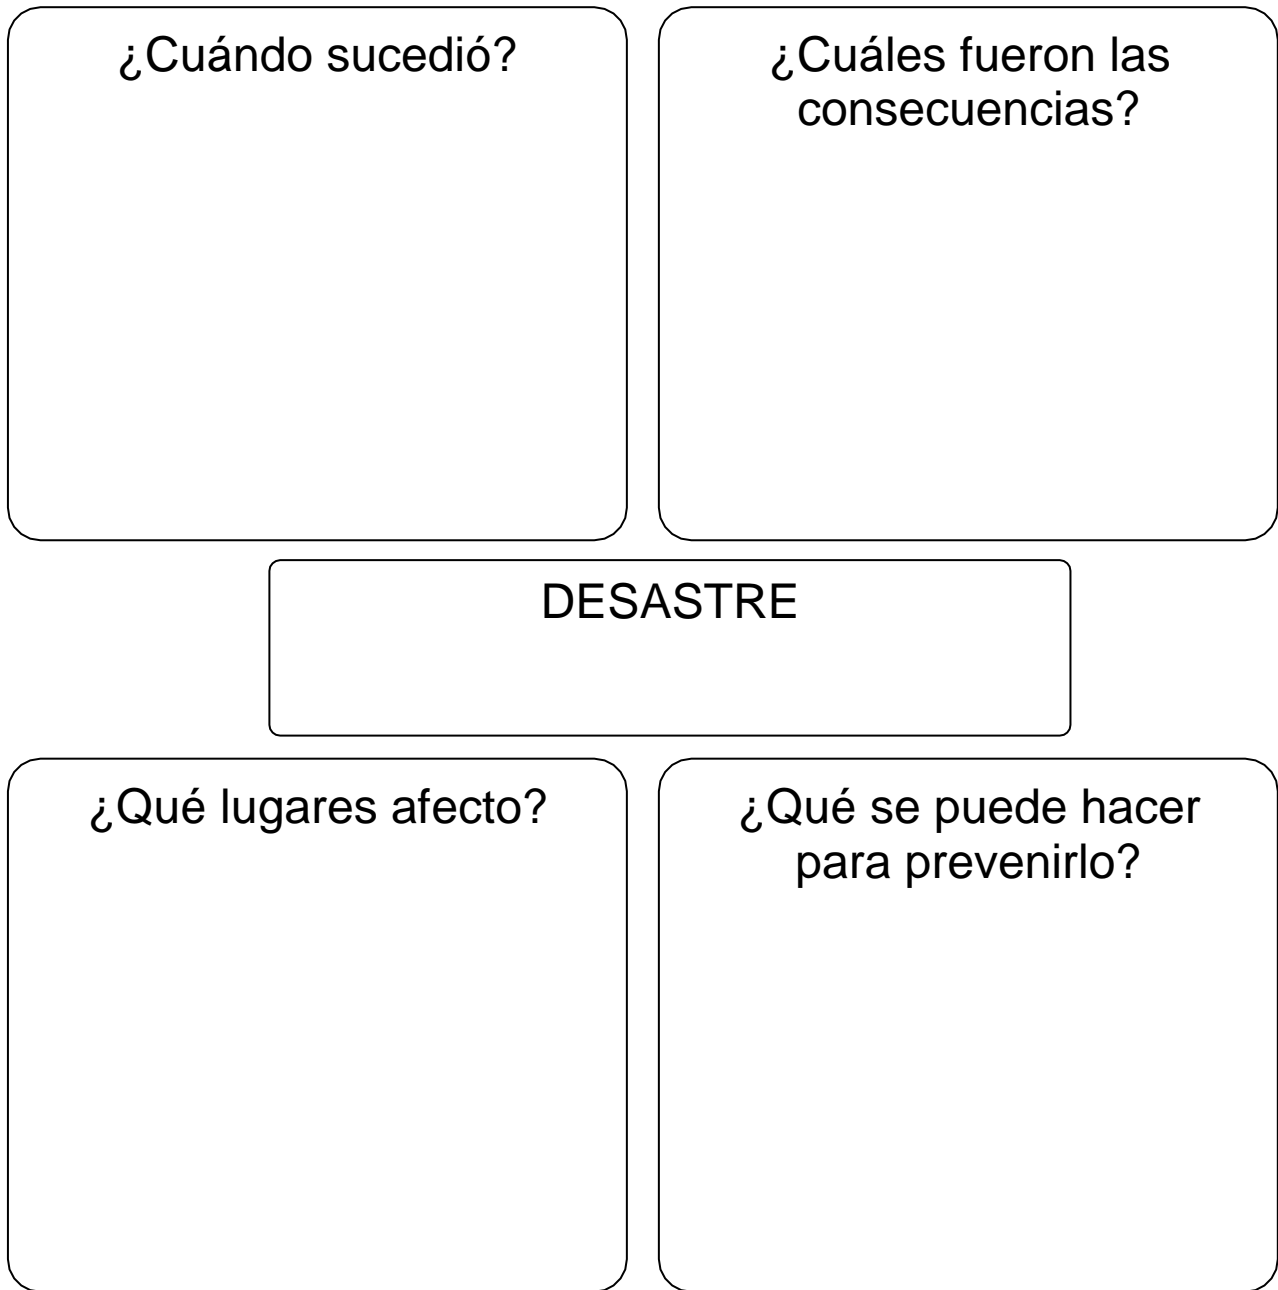 ¿Cuándo sucedió?
¿Cuáles fueron las
consecuencias?
DESASTRE
¿Qué lugares afecto?
¿Qué se puede hacer
para prevenirlo?